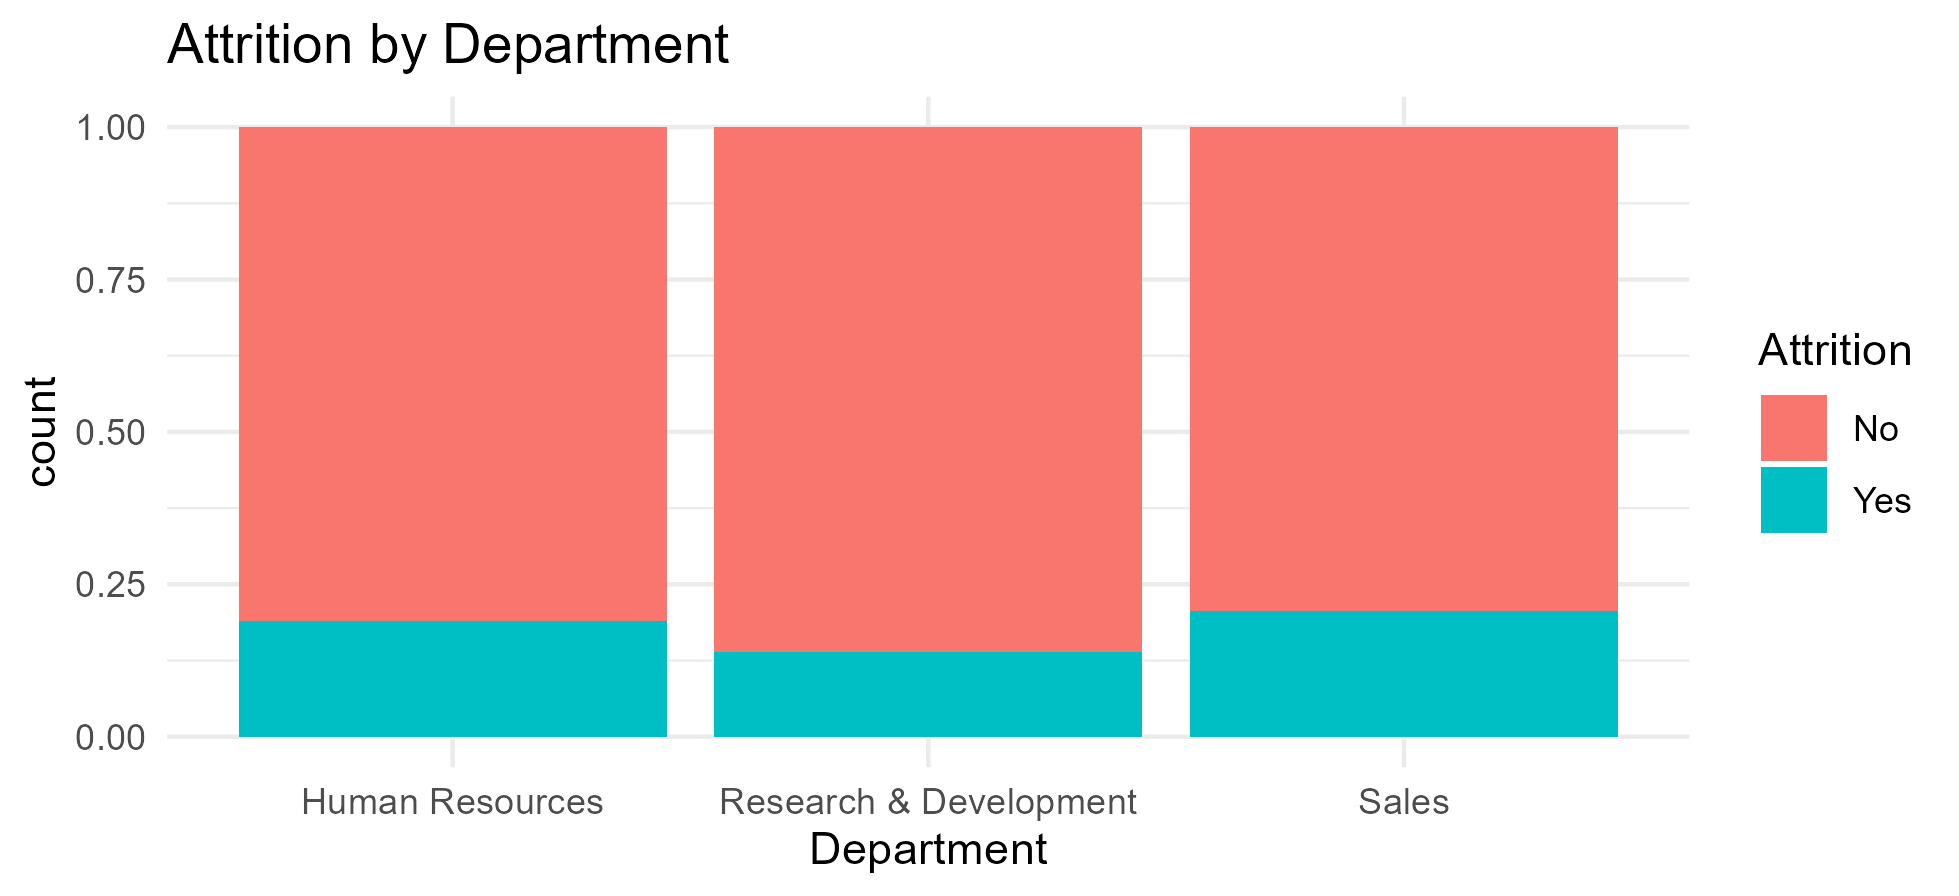 Attrition by Department
1.00
0.75
0.50
0.25
0.00
count
Human Resources
Research & Development
Sales
Department
Attrition
No
Yes